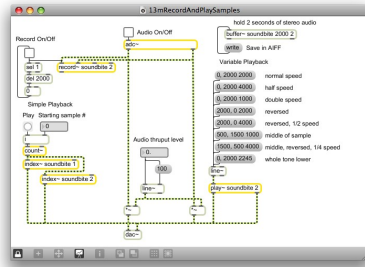 13mRecordAndPlaySamples
hold 2 seconds of stereo audio
Record On/Off
Audio On/Off
buffer~ soundbite 2000 2
adc~
write
Save in AIFF
sel 1
record~ soundbite 2
Variable Playback
del 2000
0, 2000 2000
normal speed
0
0, 2000 4000
half speed
Simple Playback
0, 2000 1000
double speed
Play
Starting sample #
2000, 0 2000
reversed
0
2000, 0 4000
reversed, 1/2 speed
Audio thruput level
500, 1500 1000
middle of sample
i
0.
1500, 500 4000
middle, reversed, 1/4 speed
count~
100
0, 2000 2245
whole tone lower
index~ soundbite 1
line~
index~ soundbite 2
line~
play~ soundbite 2
*~
*~
dac~